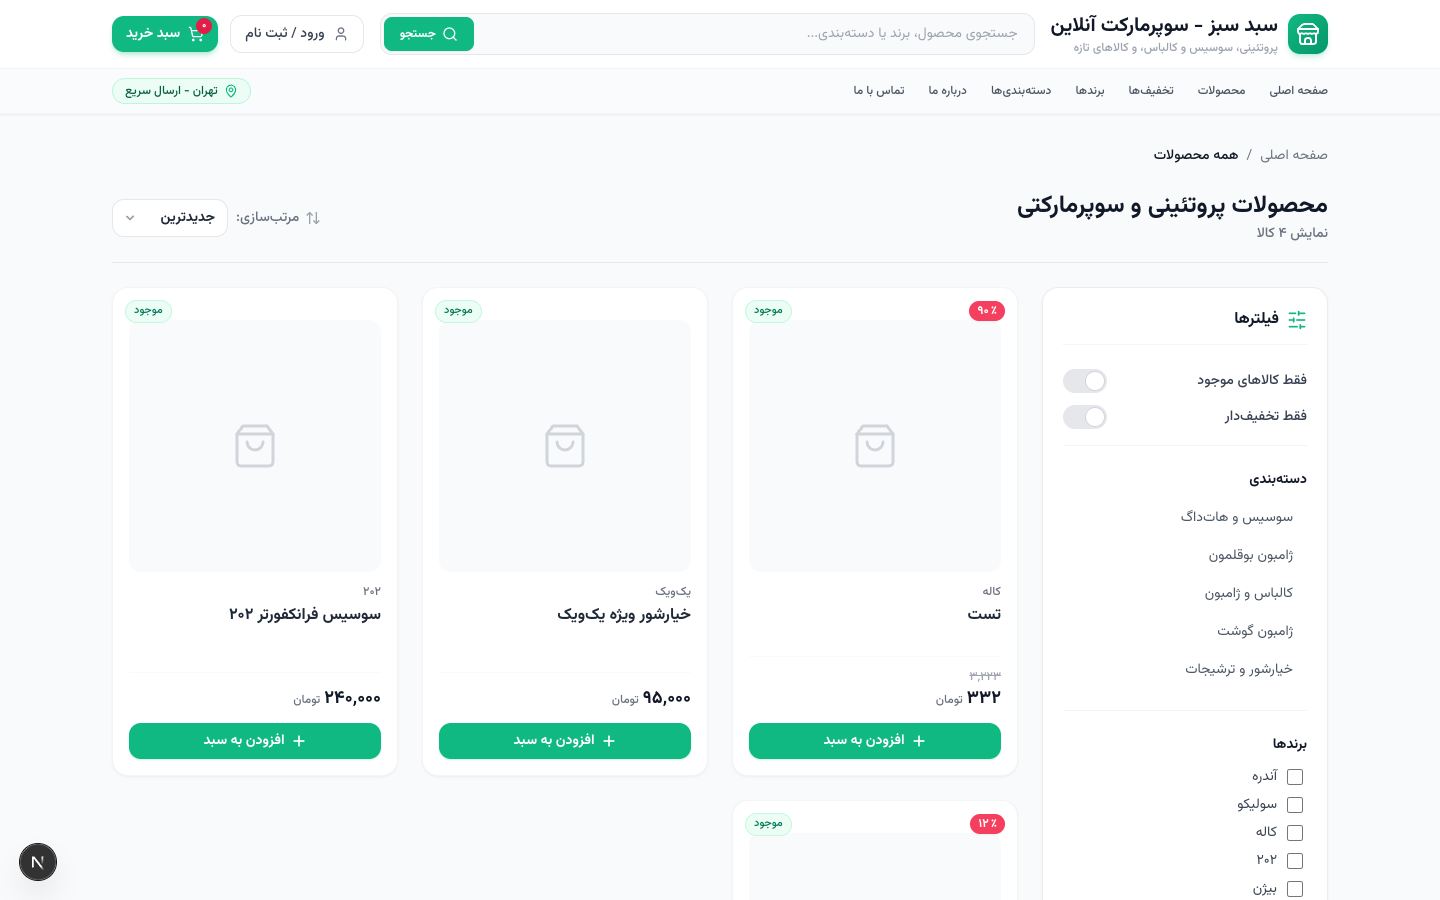 سبد سبز - سوپرمارکت آنلاین
پروتئینی، سوسیس و کالباس، و کالاهای تازه
جستجوی محصول، برند یا دسته‌بندی...
جستجو
ورود / ثبت نام
سبد خرید
۰
صفحه اصلی
محصولات
تخفیف‌ها
برندها
دسته‌بندی‌ها
درباره ما
تماس با ما
تهران - ارسال سریع
صفحه اصلی / همه محصولات
محصولات پروتئینی و سوپرمارکتی
نمایش ۴ کالا
مرتب‌سازی:
جدیدترین
فیلترها
فقط کالاهای موجود
فقط تخفیف‌دار
دسته‌بندی
سوسیس و هات‌داگ
ژامبون بوقلمون
کالباس و ژامبون
ژامبون گوشت
خیارشور و ترشیجات
برندها
آندره
سولیکو
کاله
۲۰۲
بیژن
٪۹۰
موجود
کاله
تست
۳,۲۲۳
۳۳۲ تومان
افزودن به سبد
موجود
یک‌ویک
خیارشور ویژه یک‌ویک
۹۵,۰۰۰ تومان
افزودن به سبد
موجود
۲۰۲
سوسیس فرانکفورتر ۲۰۲
۲۴۰,۰۰۰ تومان
افزودن به سبد
٪۱۲
موجود
N